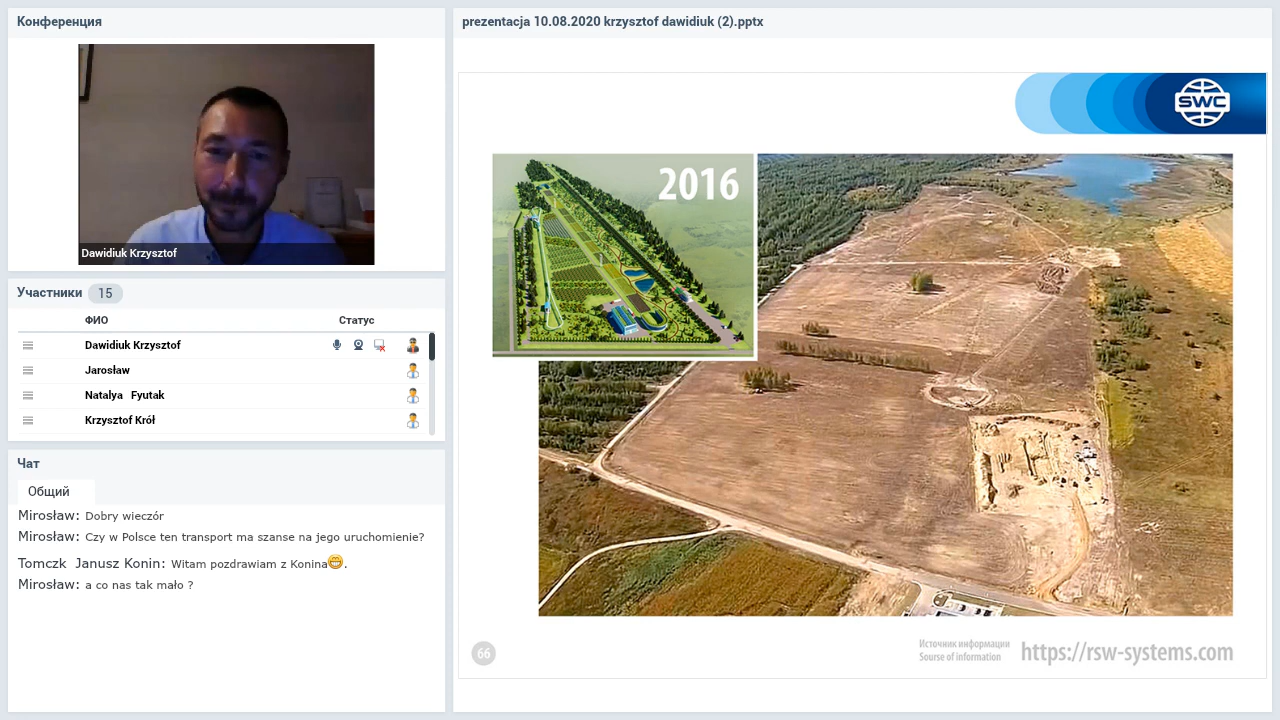 Конференция
Dawidiuk Krzysztof
Участники 15
ФИО Статус
Dawidiuk Krzysztof
Jarosław
Natalya Fyutak
Krzysztof Król
Чат
Общий
Mirosław: Dobry wieczór
Mirosław: Czy w Polsce ten transport ma szanse na jego uruchomienie?
Tomczk Janusz Konin: Witam pozdrawiam z Konina😁.
Mirosław: a co nas tak mało ?
prezentacja 10.08.2020 krzysztof dawidiuk (2).pptx
SWC
2016
66
Источник информации
Sourse of information
https://rsw-systems.com